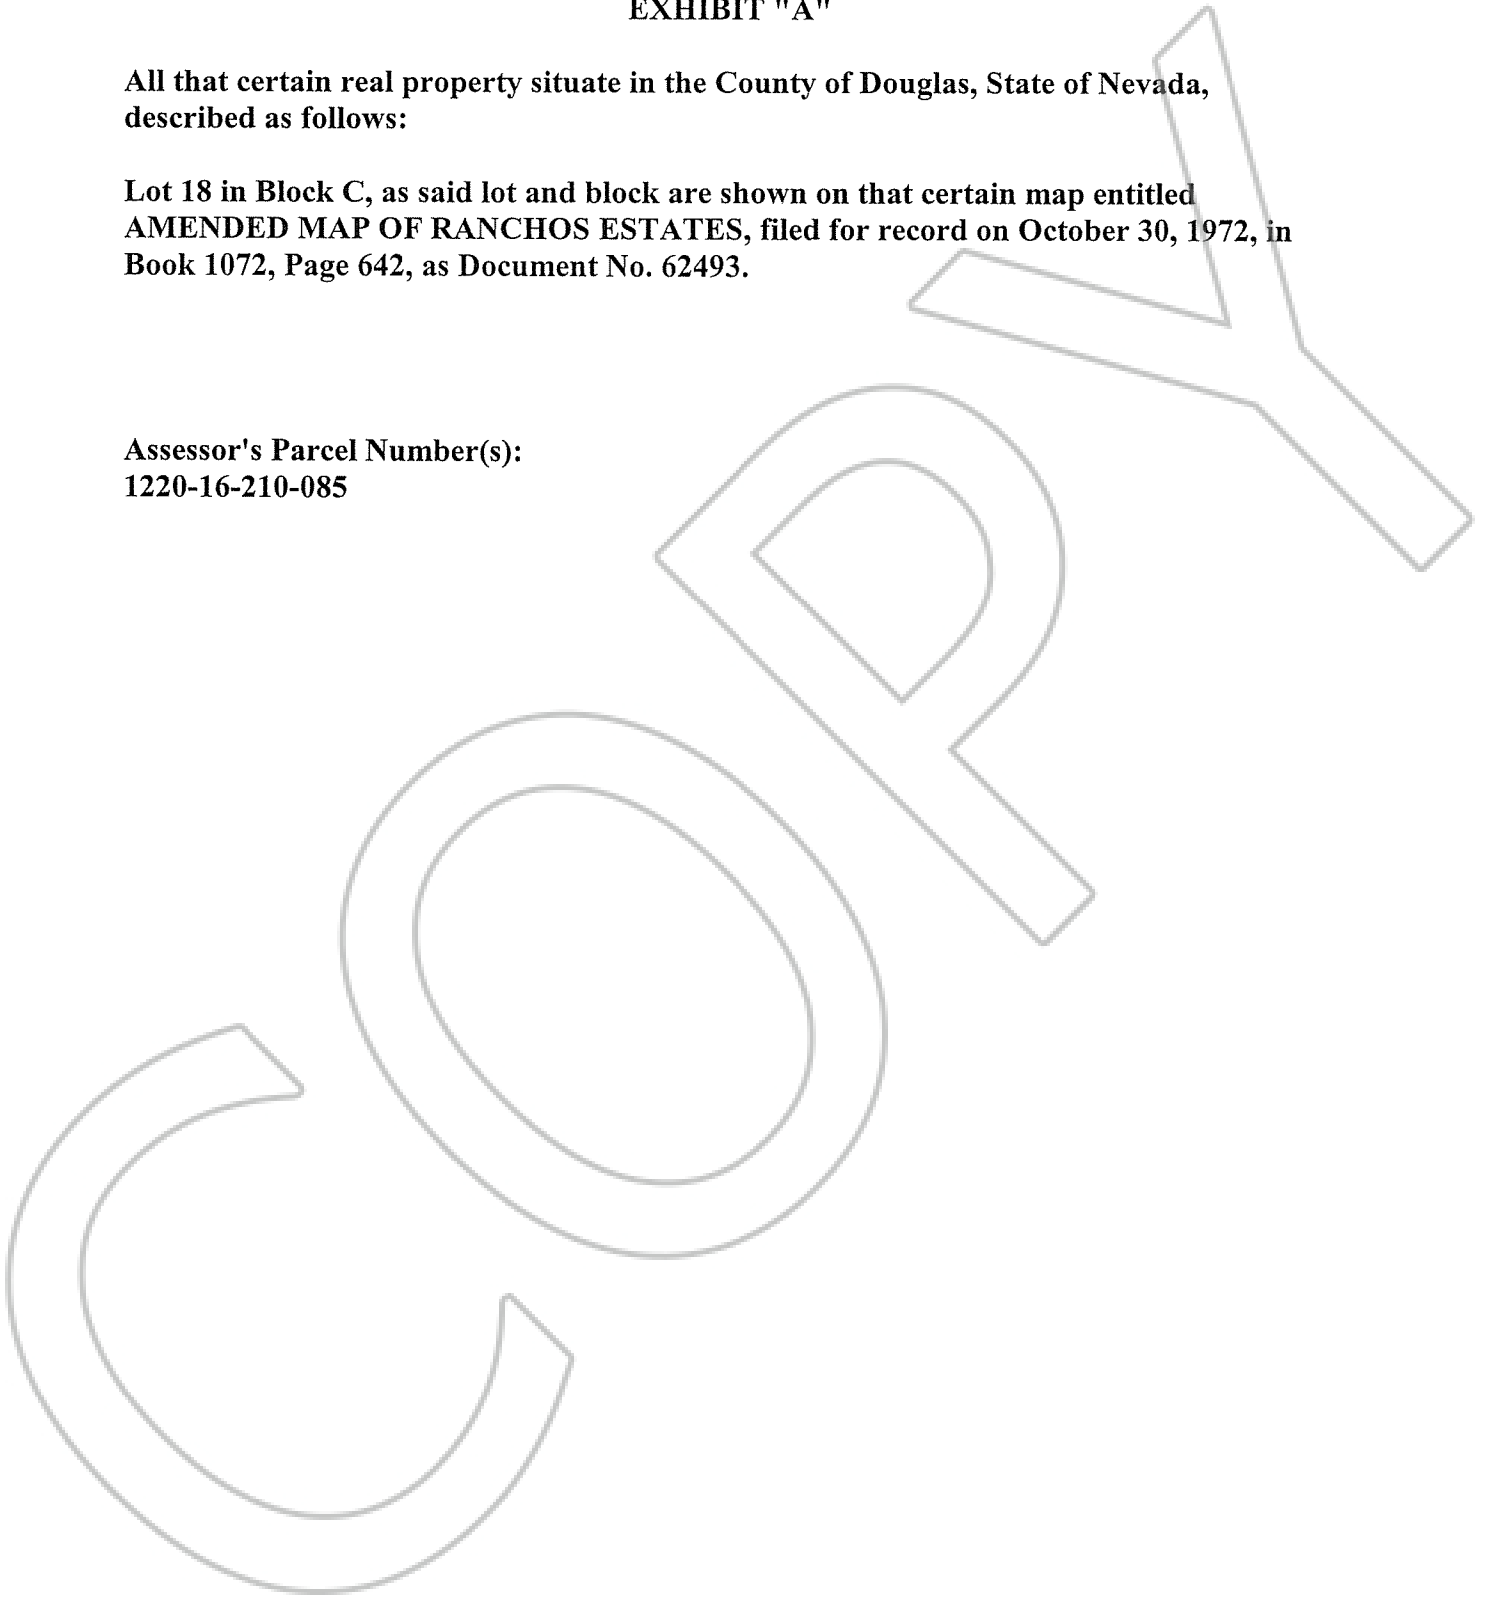 EXHIBIT "A"
All that certain real property situate in the County of Douglas, State of Nevada,
described as follows:
Lot 18 in Block C, as said lot and block are shown on that certain map entitled
AMENDED MAP OF RANCHOS ESTATES, filed for record on October 30, 1972, in
Book 1072, Page 642, as Document No. 62493.
Assessor's Parcel Number(s):
1220-16-210-085
COPY